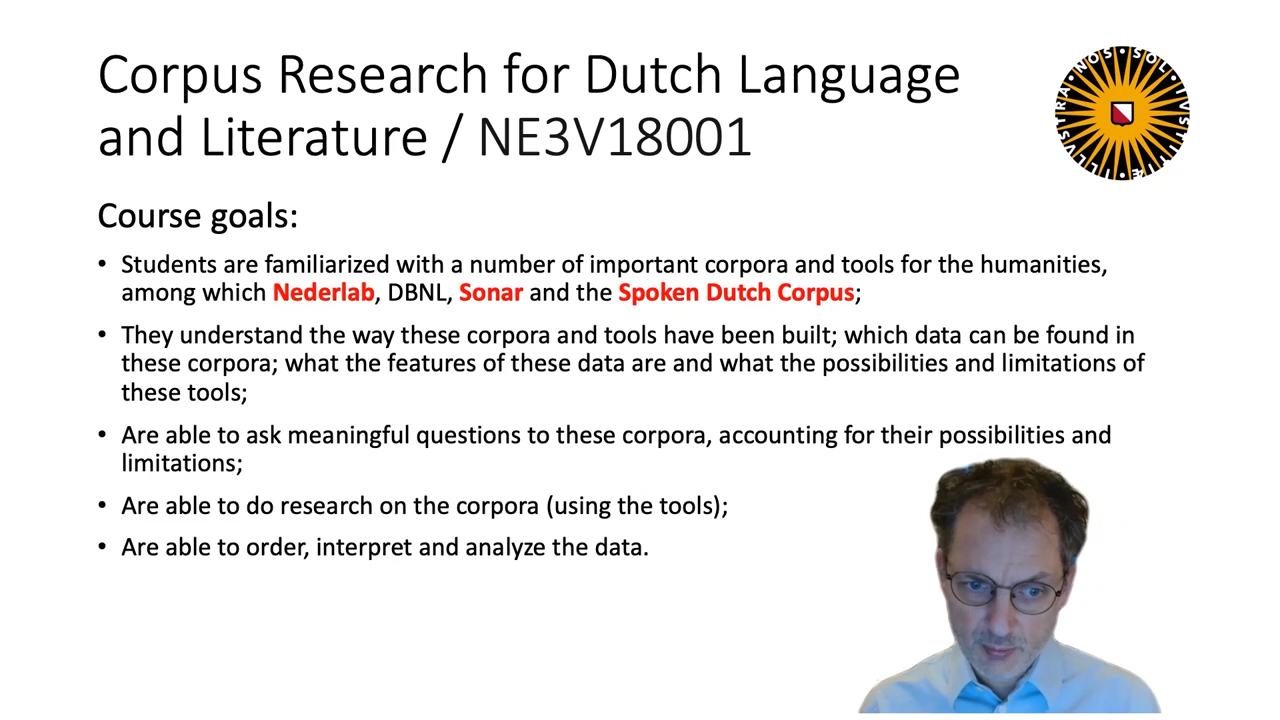 Corpus Research for Dutch Language
and Literature / NE3V18001
SOL · IVSTITIÆ · ILLVSTRA · NOS ·
Course goals:
• Students are familiarized with a number of important corpora and tools for the humanities,
among which Nederlab, DBNL, Sonar and the Spoken Dutch Corpus;
• They understand the way these corpora and tools have been built; which data can be found in
these corpora; what the features of these data are and what the possibilities and limitations of
these tools;
• Are able to ask meaningful questions to these corpora, accounting for their possibilities and
limitations;
• Are able to do research on the corpora (using the tools);
• Are able to order, interpret and analyze the data.